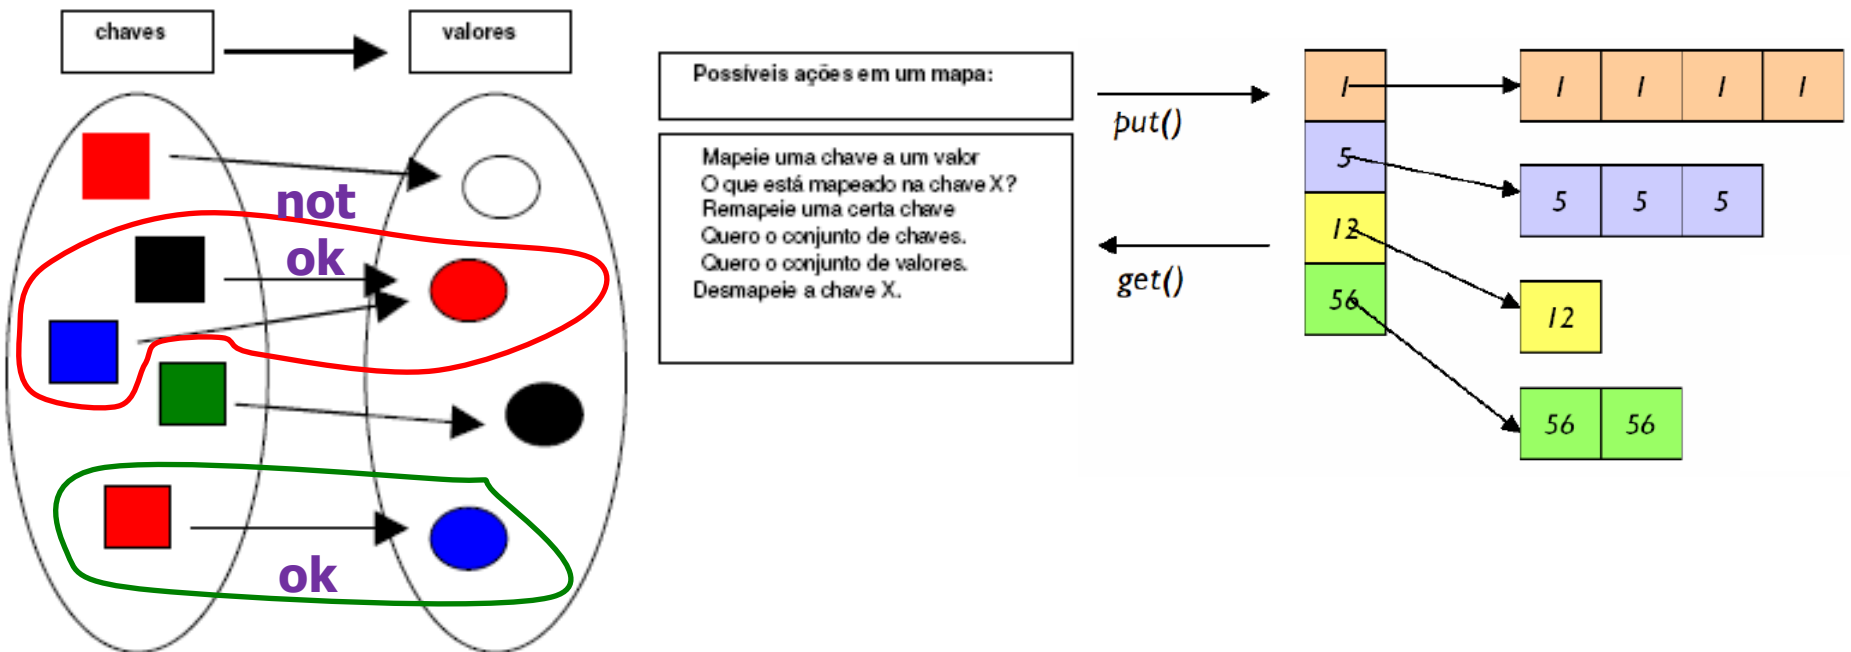 chaves
valores
not
ok
ok
Possíveis ações em um mapa:
Mapeie uma chave a um valor
O que está mapeado na chave X?
Remapeie uma certa chave
Quero o conjunto de chaves.
Quero o conjunto de valores.
Desmapeie a chave X.
put()
get()
1
5
12
56
1 1 1 1
5 5 5
12
56 56